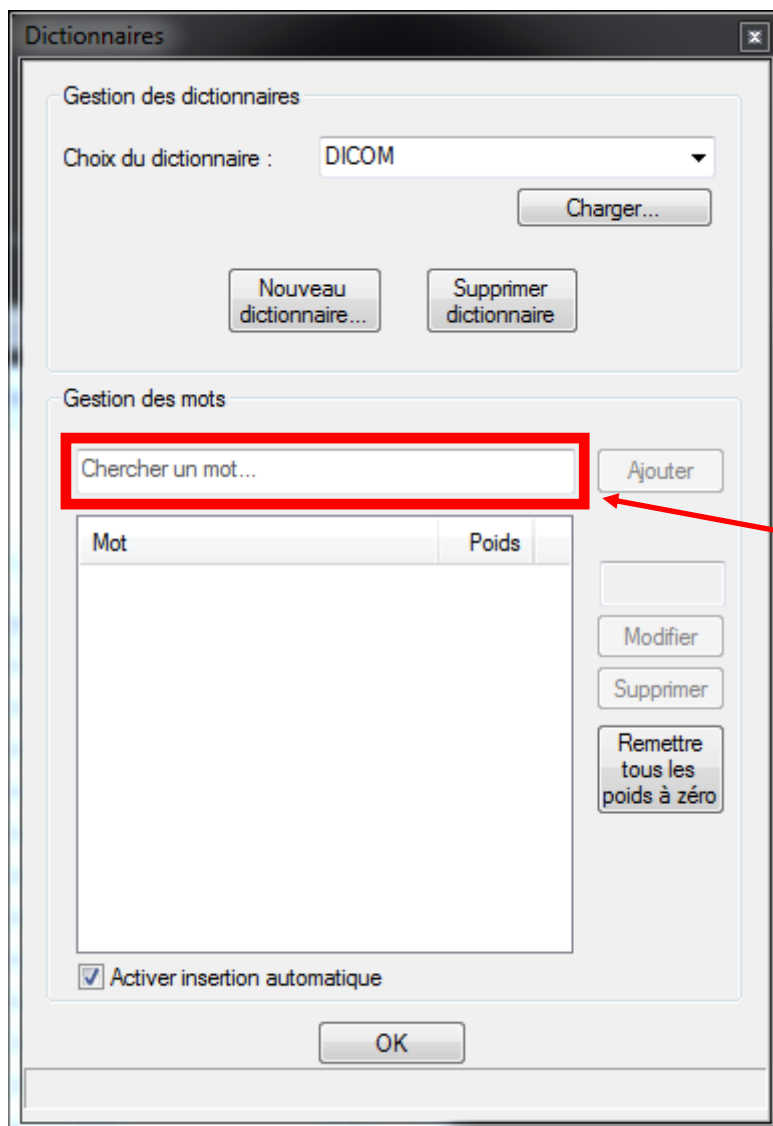 Dictionnaires
Gestion des dictionnaires
Choix du dictionnaire :
DICOM
Charger...
Nouveau
dictionnaire...
Supprimer
dictionnaire
Gestion des mots
Chercher un mot...
Ajouter
Mot
Poids
Modifier
Supprimer
Remettre
tous les
poids à zéro
Activer insertion automatique
OK